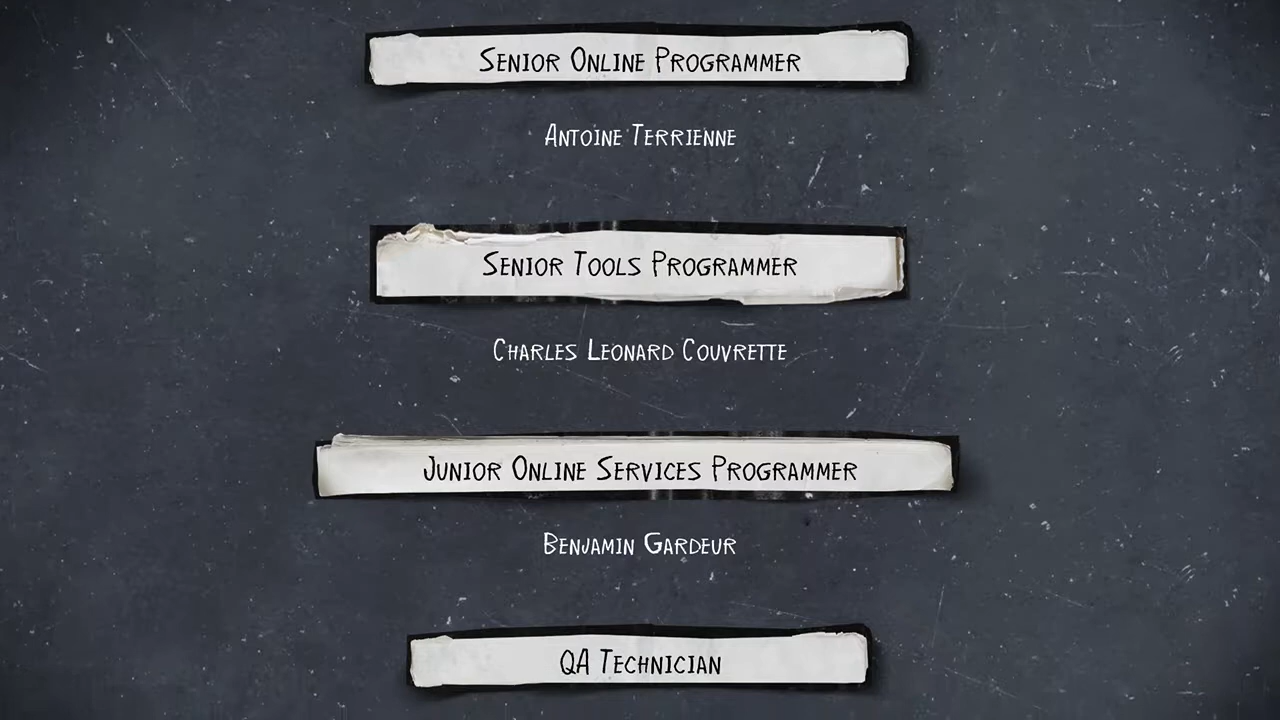 Senior Online Programmer
Antoine Terrienne
Senior Tools Programmer
Charles Leonard Couvrette
Junior Online Services Programmer
Benjamin Gardeur
QA Technician